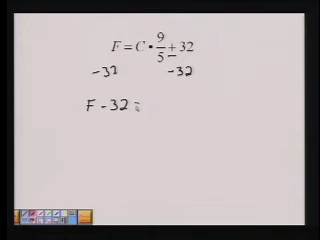 F = C • 9/5 + 32
-32 -32
F - 32 =